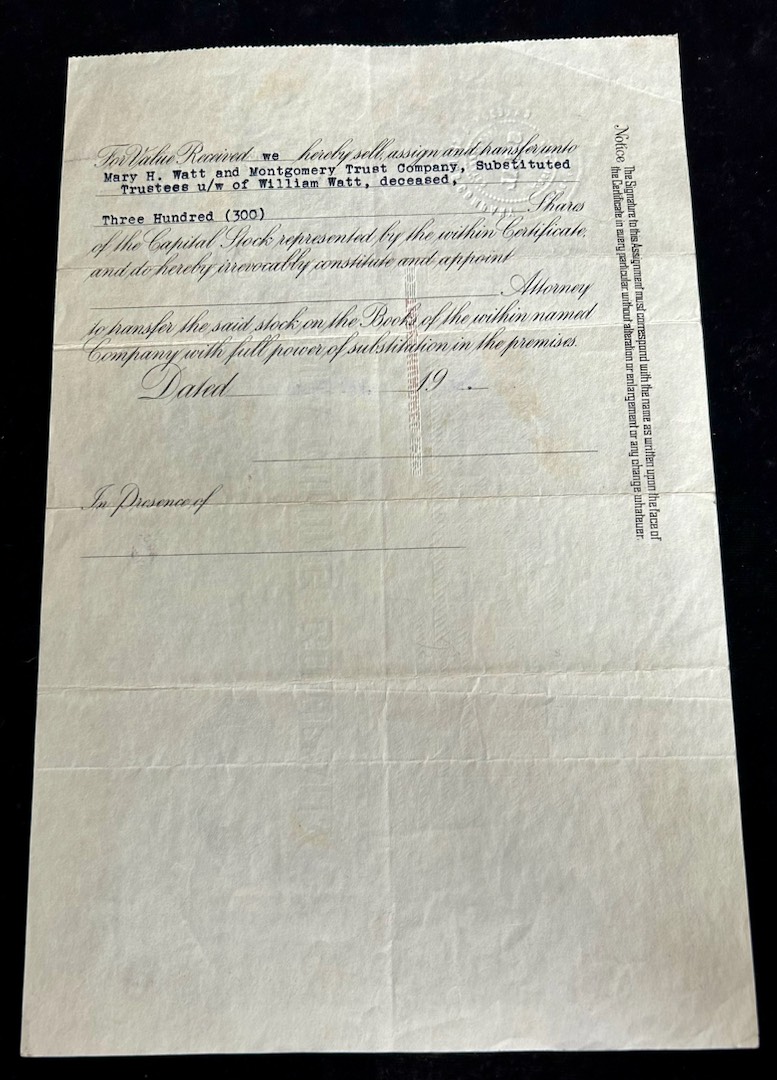 For Value Received we hereby sell, assign and transfer unto
Mary H. Watt and Montgomery Trust Company, Substituted
Trustees u/w of William Watt, deceased,
Three Hundred (300) Shares
of the Capital Stock represented by the within Certificate,
and do hereby irrevocably constitute and appoint
Attorney
to transfer the said stock on the Books of the within named
Company with full power of substitution in the premises.
Dated 19 .
In Presence of
Notice. The Signature to this Assignment must correspond with the name as written upon the face of
the Certificate in every particular without alteration or enlargement or any change whatever.